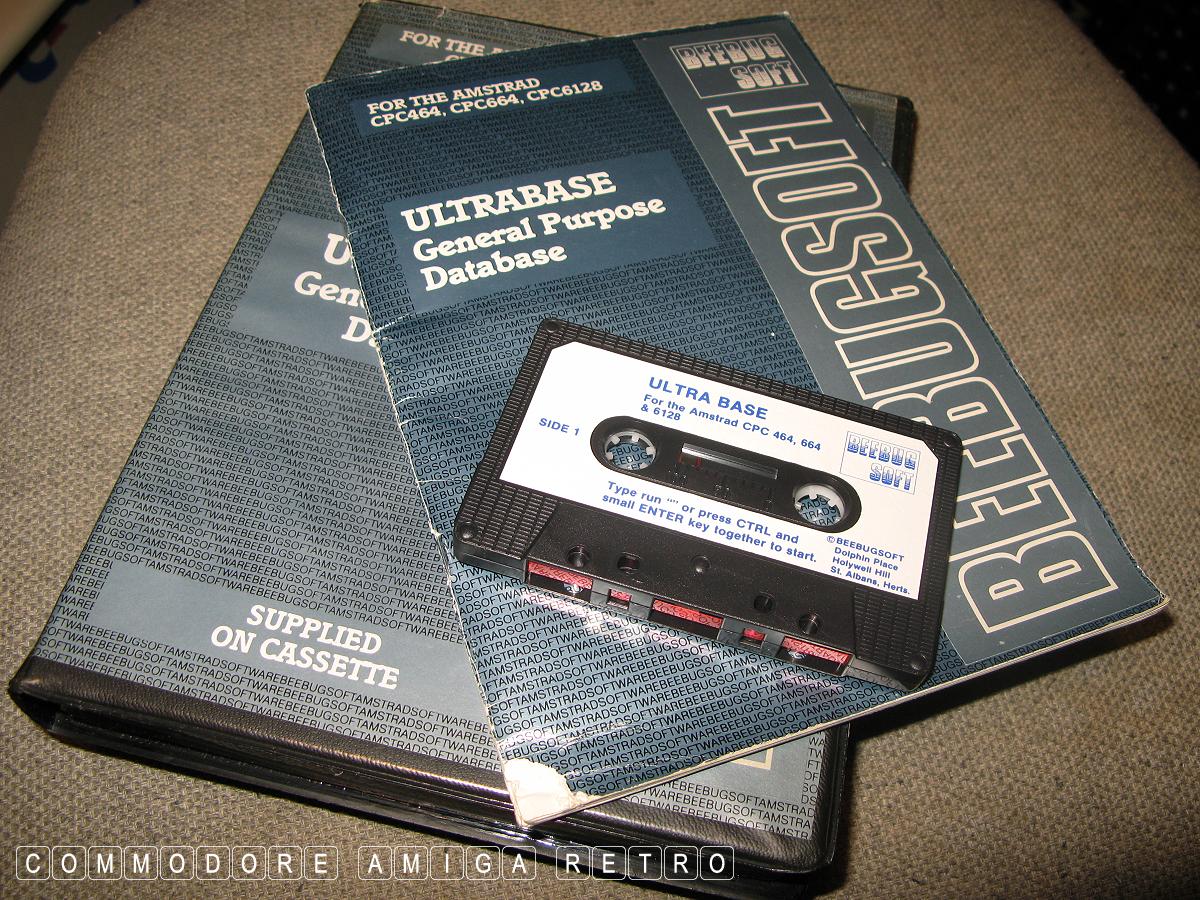 FOR THE
SUPPLIED
ON CASSETTE
FOR THE AMSTRAD
CPC464, CPC664, CPC6128
BEEBUG
SOFT
ULTRABASE
General Purpose
Database
BEEBUGSOFT
ULTRA BASE
For the Amstrad CPC 464, 664
& 6128
SIDE 1
BEEBUG
SOFT
Type run "" or press CTRL and
small ENTER key together to start.
©BEEBUGSOFT
Dolphin Place
Holywell Hill
St. Albans, Herts.
COMMODORE AMIGA RETRO